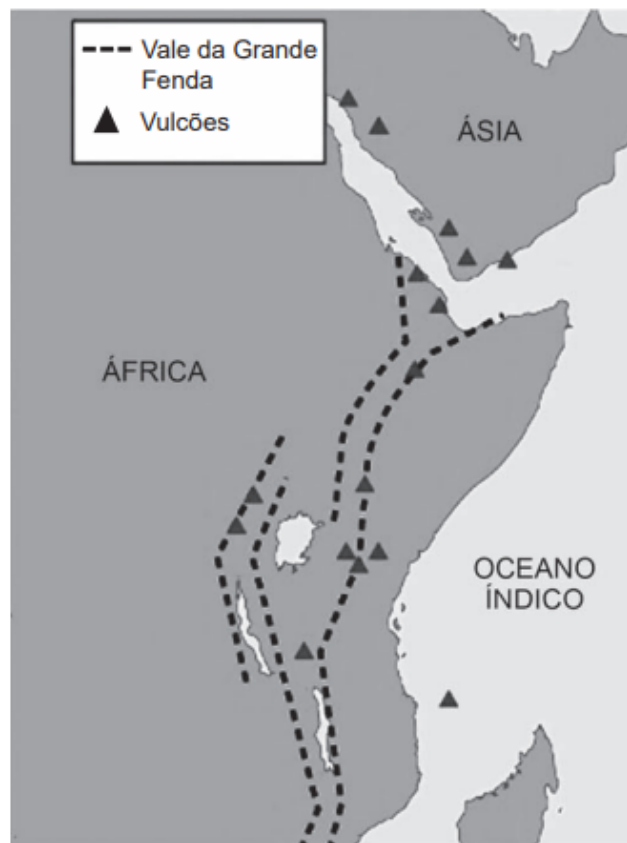 Vale da Grande
Fenda
Vulcões
ÁSIA
ÁFRICA
OCEANO
ÍNDICO